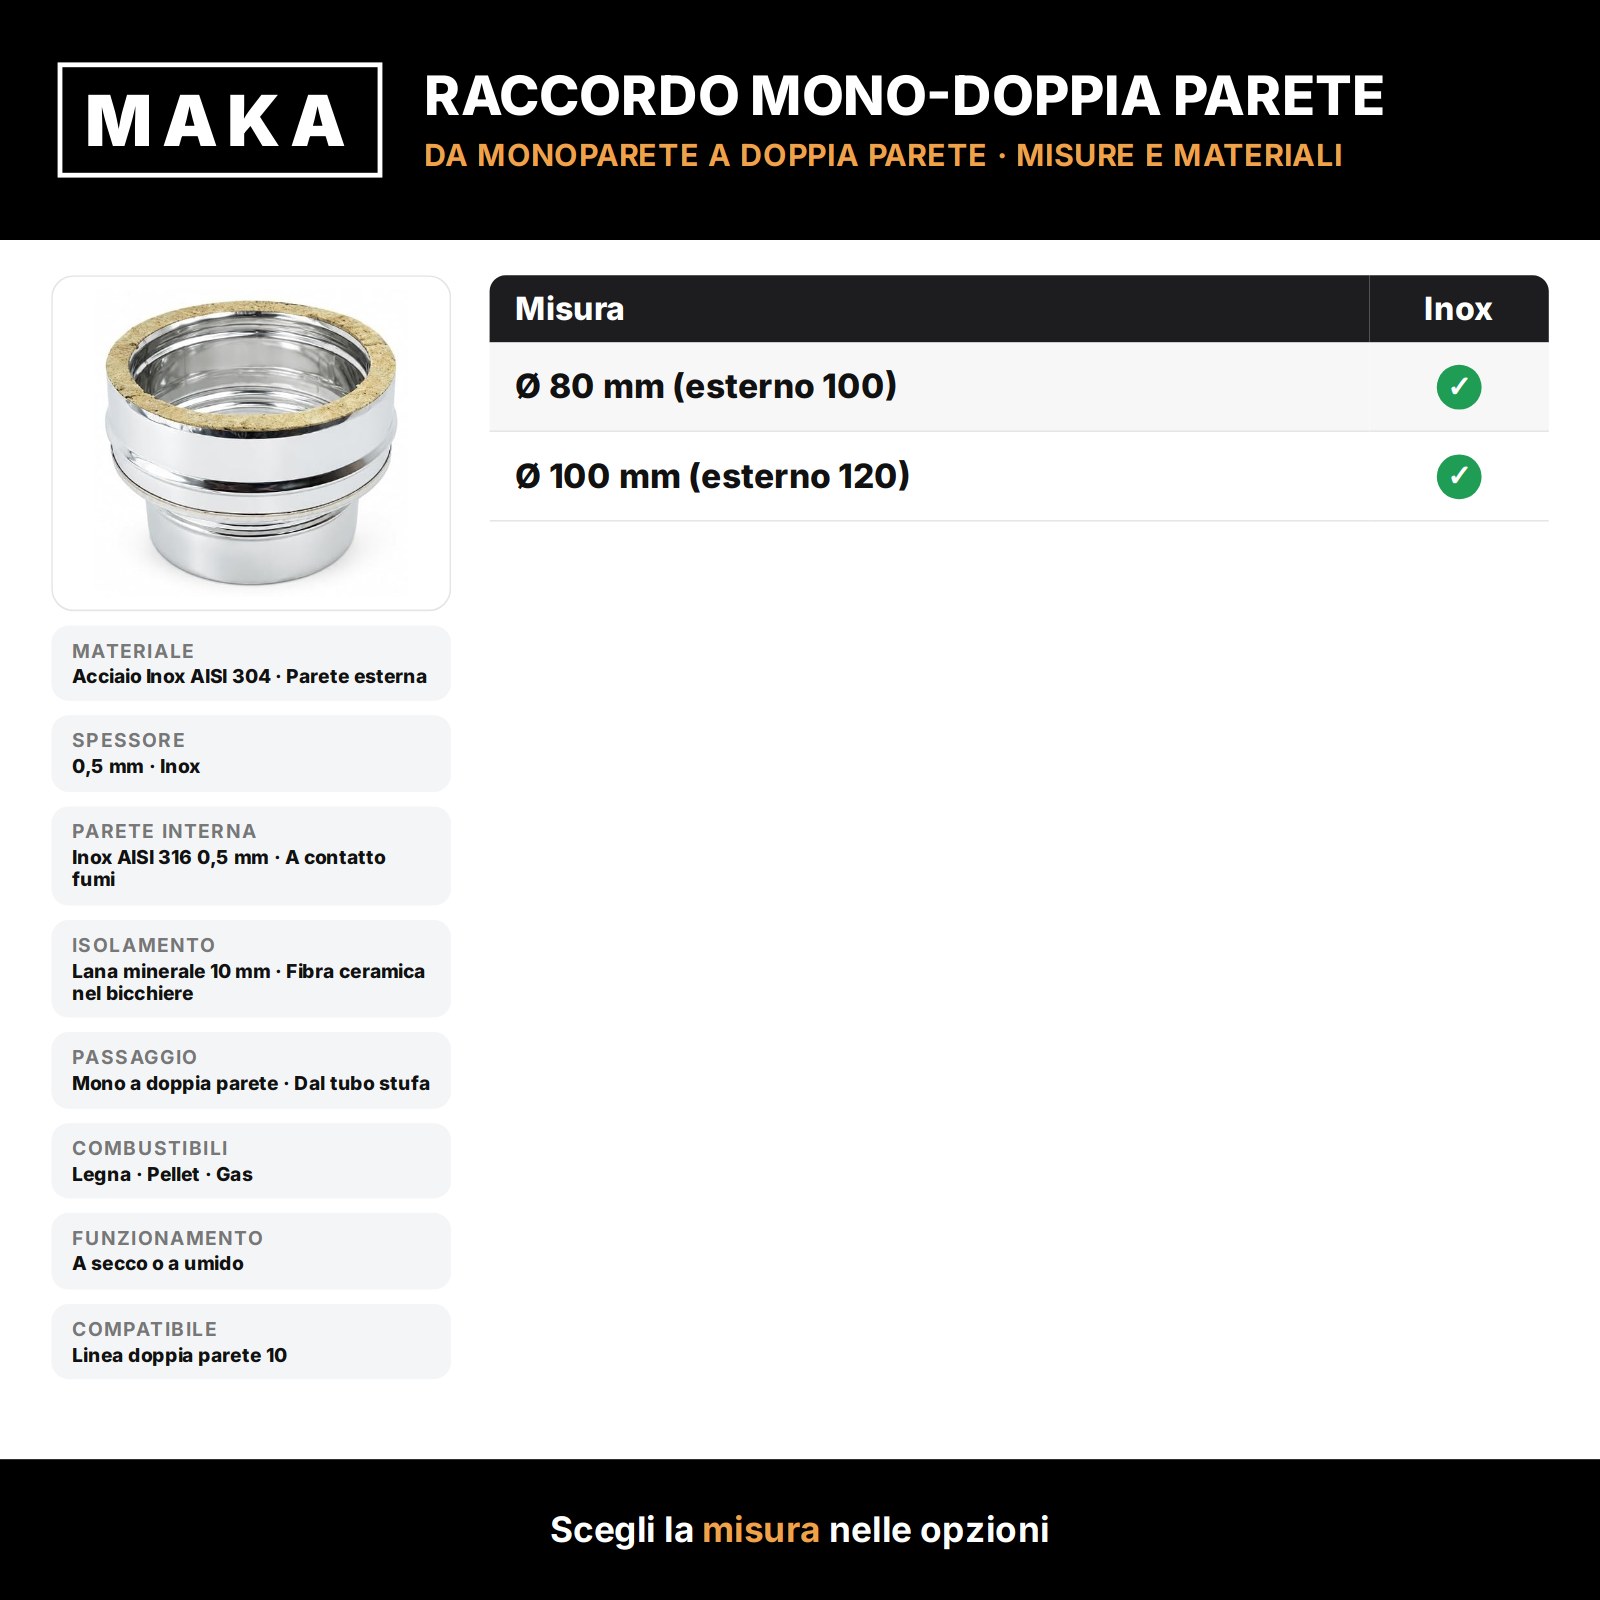 MAKA
RACCORDO MONO-DOPPIA PARETE
DA MONOPARETE A DOPPIA PARETE · MISURE E MATERIALI
MATERIALE
Acciaio Inox AISI 304 · Parete esterna
SPESSORE
0,5 mm · Inox
PARETE INTERNA
Inox AISI 316 0,5 mm · A contatto
fumi
ISOLAMENTO
Lana minerale 10 mm · Fibra ceramica
nel bicchiere
PASSAGGIO
Mono a doppia parete · Dal tubo stufa
COMBUSTIBILI
Legna · Pellet · Gas
FUNZIONAMENTO
A secco o a umido
COMPATIBILE
Linea doppia parete 10
Misura Inox
Ø 80 mm (esterno 100) ✓
Ø 100 mm (esterno 120) ✓
Scegli la misura nelle opzioni